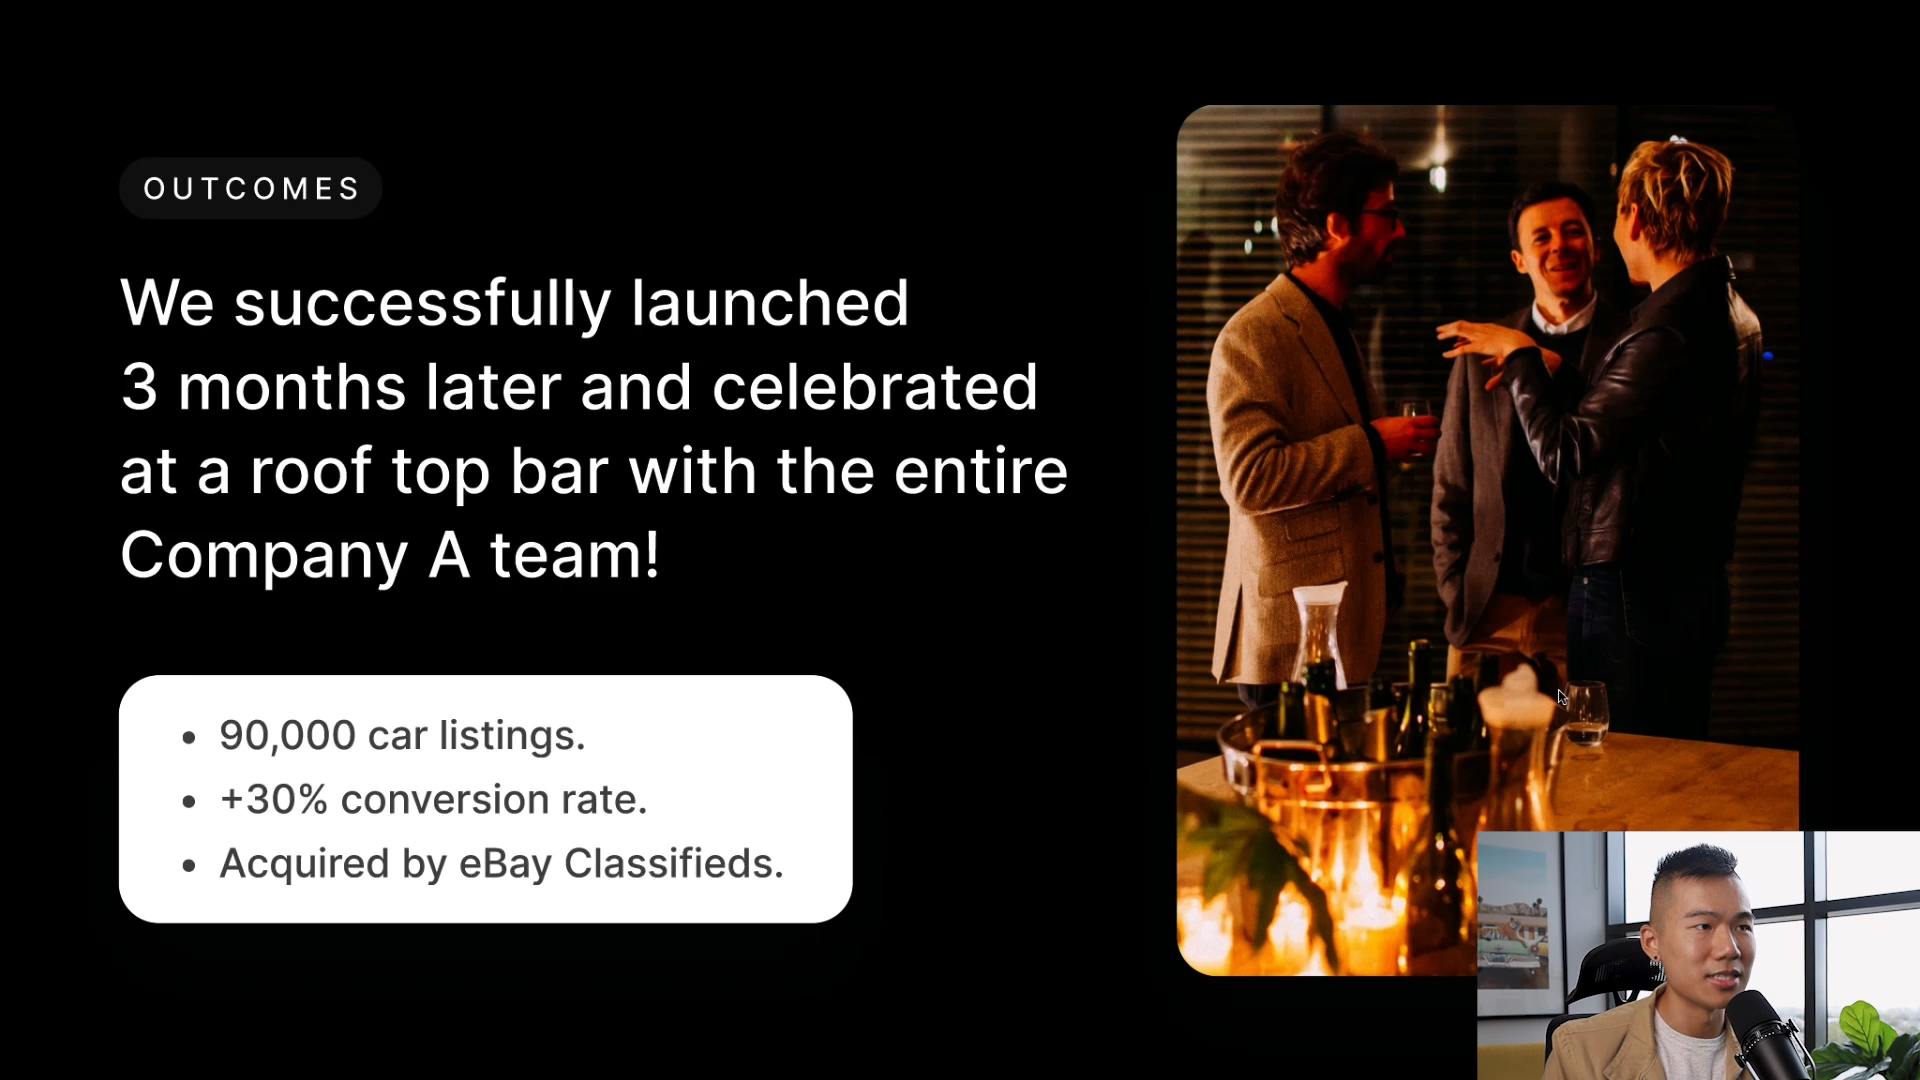 OUTCOMES
We successfully launched
3 months later and celebrated
at a roof top bar with the entire
Company A team!
• 90,000 car listings.
• +30% conversion rate.
• Acquired by eBay Classifieds.